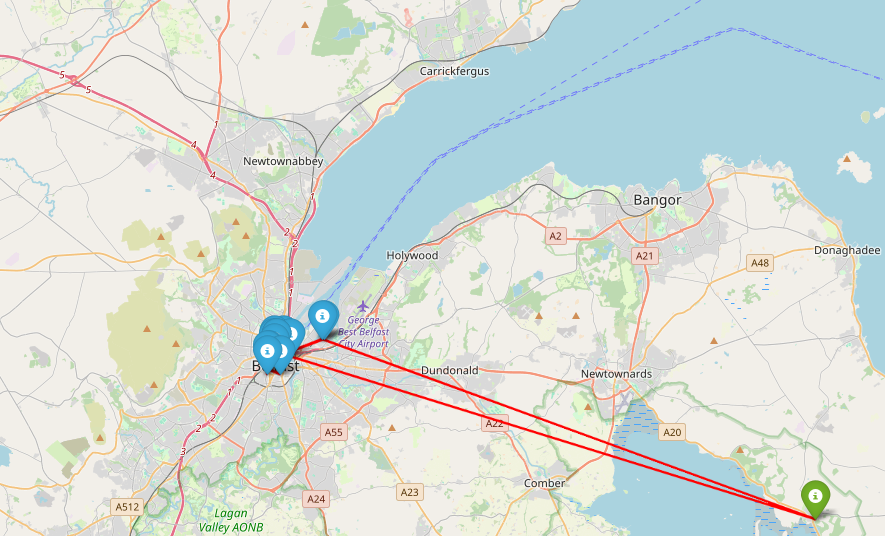 Carrickfergus
5
5
1
4
4
Newtownabbey
1
2
2
Bangor
A2
A21
Donaghadee
A48
Holywood
1
1
George
Best Belfast
City Airport
Dundonald
Newtownards
1
1
2
2
3
A55
A22
A20
Comber
A23
A24
A512
Lagan
Valley AONB